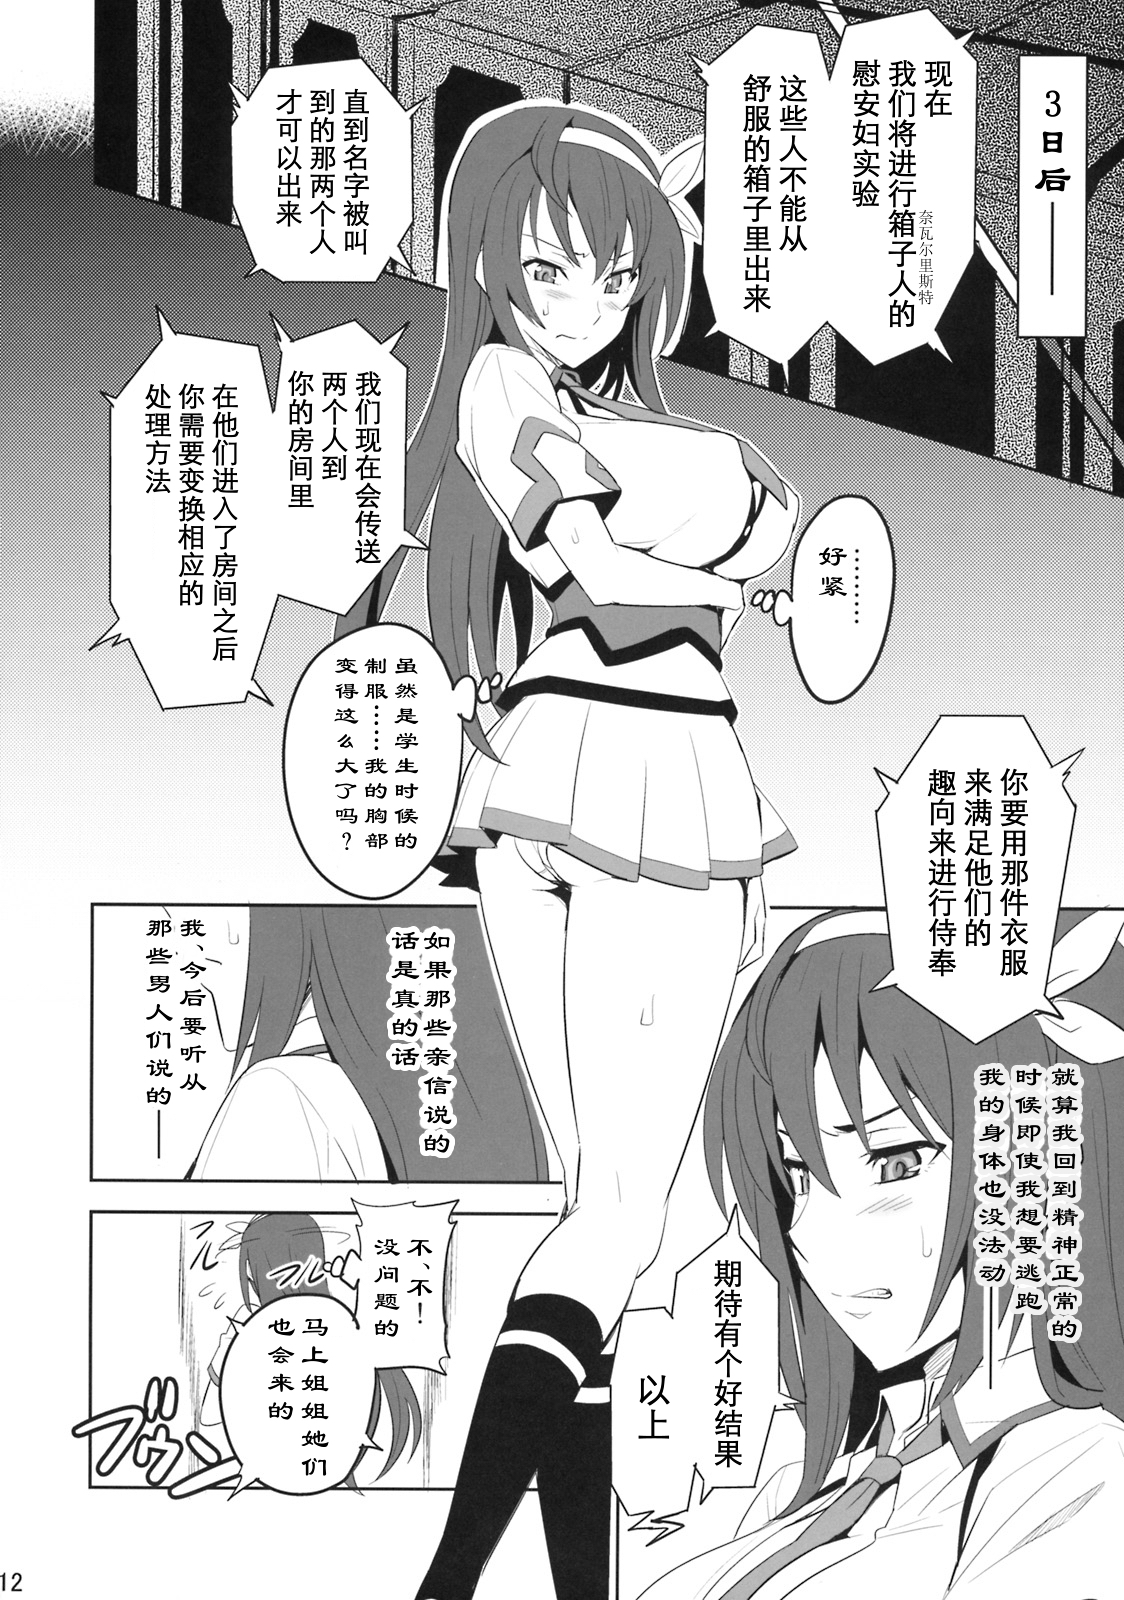 3日后——
现在
我们将进行箱子人的
奈瓦尔里斯特
慰安妇实验
这些人不能从
舒服的箱子里出来
直到名字被叫
到的那两个人
才可以出来
我们现在会传送
两个人到
你的房间里
在他们进入了房间之后
你需要变换相应的
处理方法
………
好紧
虽然是学生时候的
制服……我的胸部
变得这么大了吗？
你要用那件衣服
来满足他们的
趣向来进行侍奉
就算我回到精神正常的
时候即使我想要逃跑
我的身体也没法动——
如果那些亲信说的
话是真的话
我、今后要听从
那些男人们说的——
期待有个好结果
以上
不、不！
没问题的
马上姐姐她们
也会来的
ブルッ
ブルッ
ブウン
12